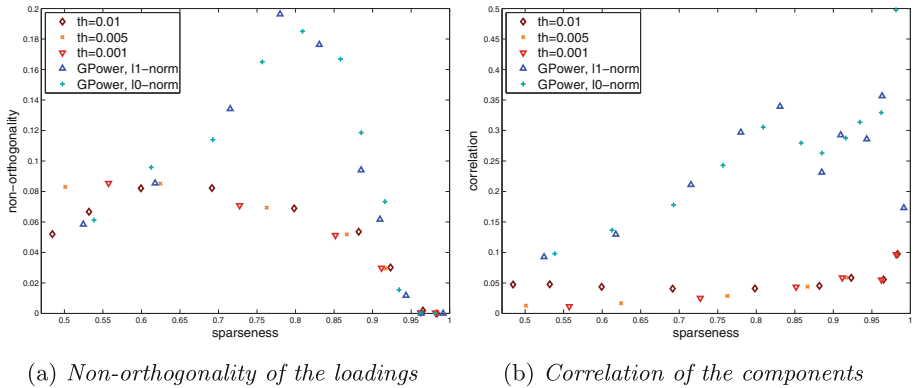 0.2
0.18
0.16
0.14
0.12
0.1
0.08
0.06
0.04
0.02
0
non-orthogonality
th=0.01
th=0.005
th=0.001
GPower, l1-norm
GPower, l0-norm
0.5 0.55 0.6 0.65 0.7 0.75 0.8 0.85 0.9 0.95 1
sparseness
(a) Non-orthogonality of the loadings
0.5
0.45
0.4
0.35
0.3
0.25
0.2
0.15
0.1
0.05
0
correlation
th=0.01
th=0.005
th=0.001
GPower, l1-norm
GPower, l0-norm
0.5 0.55 0.6 0.65 0.7 0.75 0.8 0.85 0.9 0.95 1
sparseness
(b) Correlation of the components